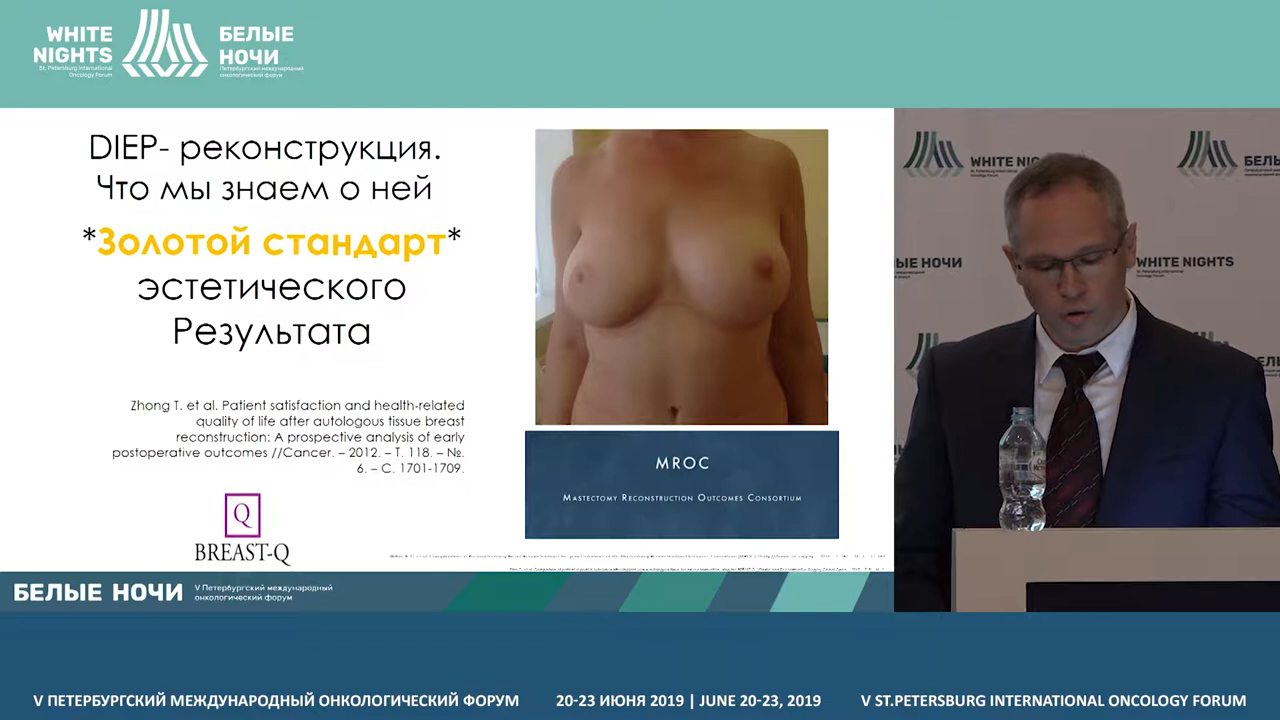 WHITE
NIGHTS
St. Petersburg International
Oncology Forum
БЕЛЫЕ
НОЧИ
Петербургский международный
онкологический форум
DIEP- реконструкция.
Что мы знаем о ней
*Золотой стандарт*
эстетического
Результата
Zhong T. et al. Patient satisfaction and health-related
quality of life after autologous tissue breast
reconstruction: A prospective analysis of early
postoperative outcomes //Cancer. – 2012. – Т. 118. – №.
6. – С. 1701-1709.
Q
BREAST-Q
MROC
Mastectomy Reconstruction Outcomes Consortium
WHITE NIG
БЕЛ
ЛЫЕ НОЧИ
WHITE NIGHTS
БЕЛЫЕ НОЧИ
V Петербургский международный
онкологический форум
V ПЕТЕРБУРГСКИЙ МЕЖДУНАРОДНЫЙ ОНКОЛОГИЧЕСКИЙ ФОРУМ
20-23 ИЮНЯ 2019 | JUNE 20-23, 2019
V ST.PETERSBURG INTERNATIONAL ONCOLOGY FORUM